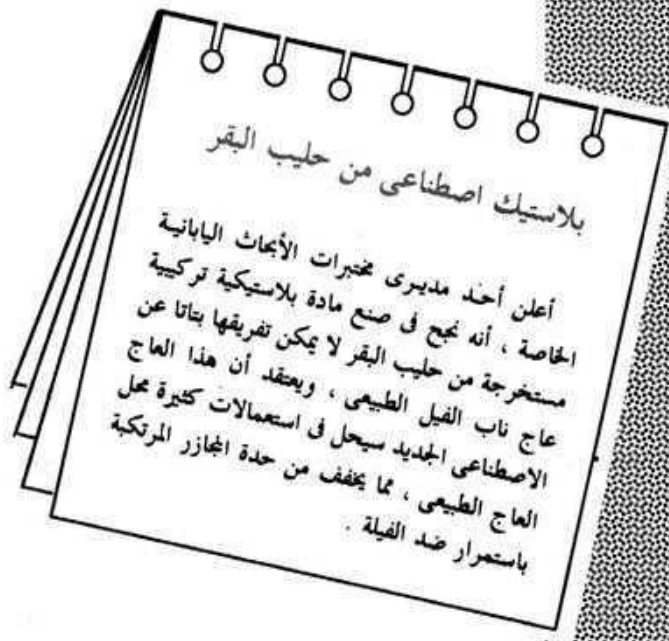 بلاستيك اصطناعى من حليب البقر
أعلن أحد مديرى مختبرات الأبحاث اليابانية
الخاصة ، أنه نجح فى صنع مادة بلاستيكية تركيبية
مستخرجة من حليب البقر لا يمكن تفريقها بتاتا عن
عاج ناب الفيل الطبيعى ، ويعتقد أن هذا العاج
الاصطناعى الجديد سيحل فى استعمالات كثيرة محل
العاج الطبيعى ، مما يخفف من حدة المجازر المرتكبة
باستمرار ضد الفيلة .